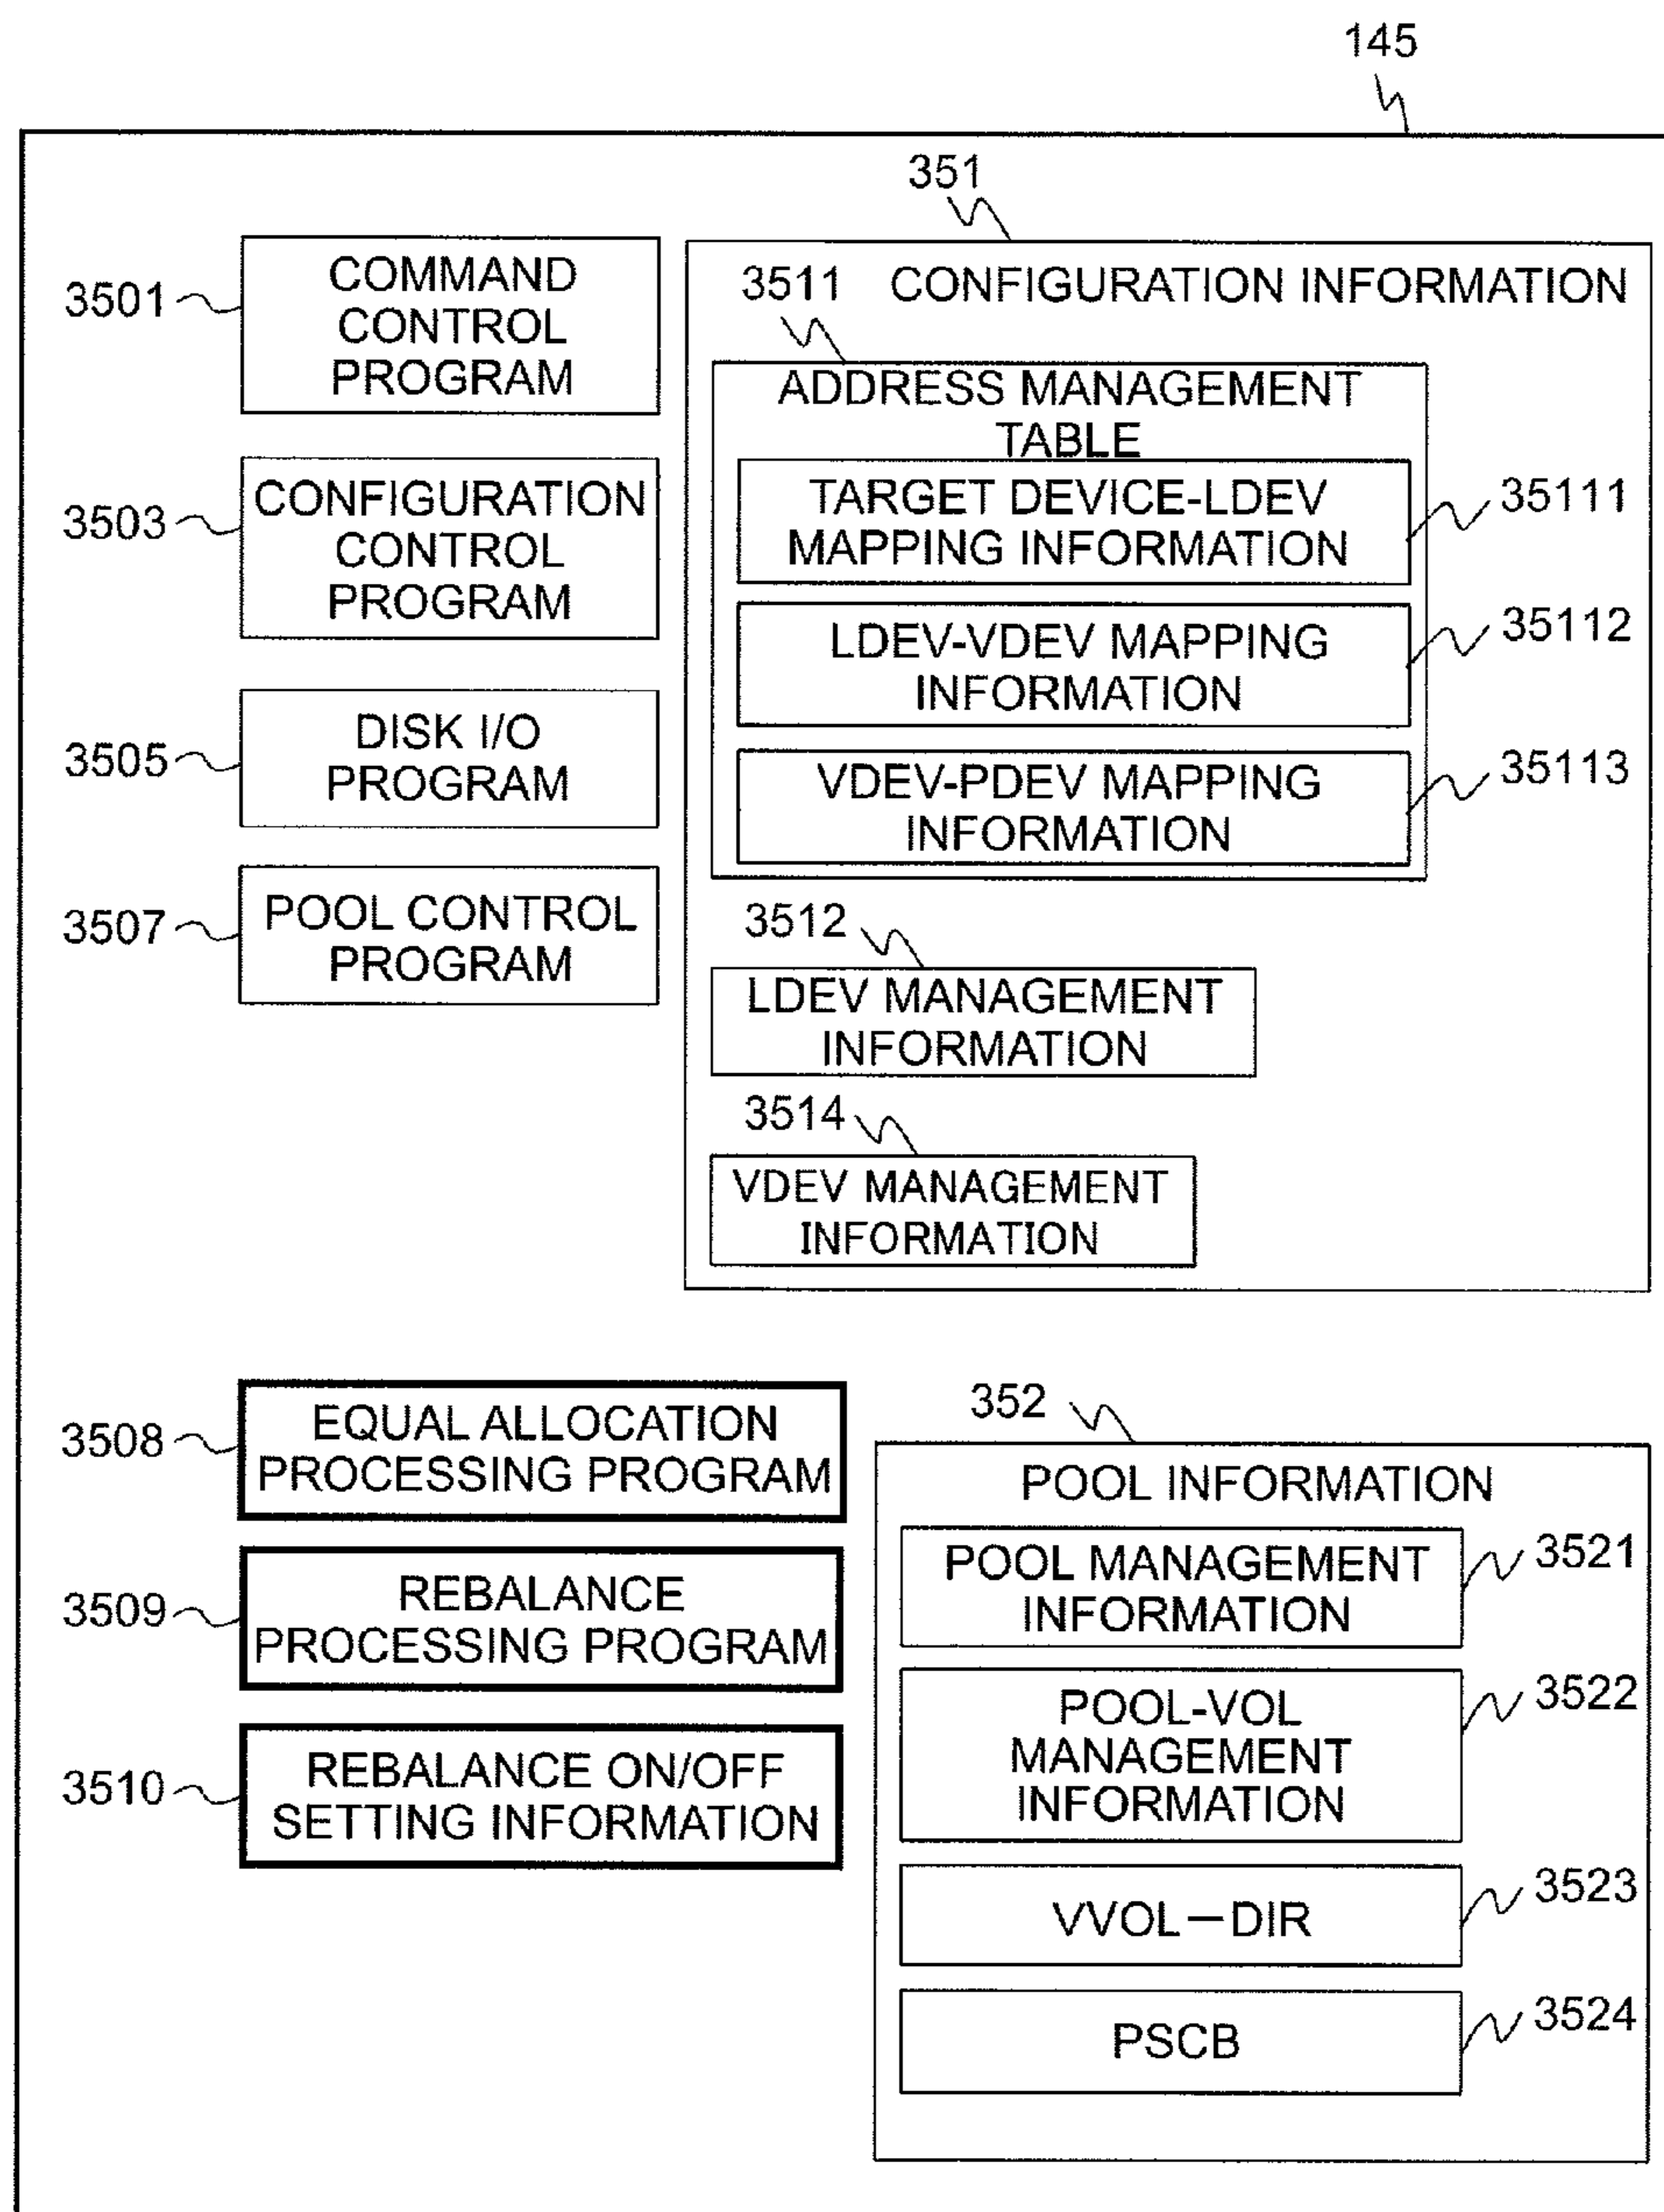 145
351
3501
COMMAND
CONTROL
PROGRAM
3511
CONFIGURATION INFORMATION
ADDRESS MANAGEMENT
TABLE
3503
CONFIGURATION
CONTROL
PROGRAM
TARGET DEVICE-LDEV
MAPPING INFORMATION
35111
LDEV-VDEV MAPPING
INFORMATION
35112
3505
DISK I/O
PROGRAM
VDEV-PDEV MAPPING
INFORMATION
35113
3507
POOL CONTROL
PROGRAM
3512
LDEV MANAGEMENT
INFORMATION
3514
VDEV MANAGEMENT
INFORMATION
3508
EQUAL ALLOCATION
PROCESSING PROGRAM
352
POOL INFORMATION
3509
REBALANCE
PROCESSING PROGRAM
POOL MANAGEMENT
INFORMATION
3521
3510
REBALANCE ON/OFF
SETTING INFORMATION
POOL-VOL
MANAGEMENT
INFORMATION
3522
VVOL－DIR
3523
PSCB
3524